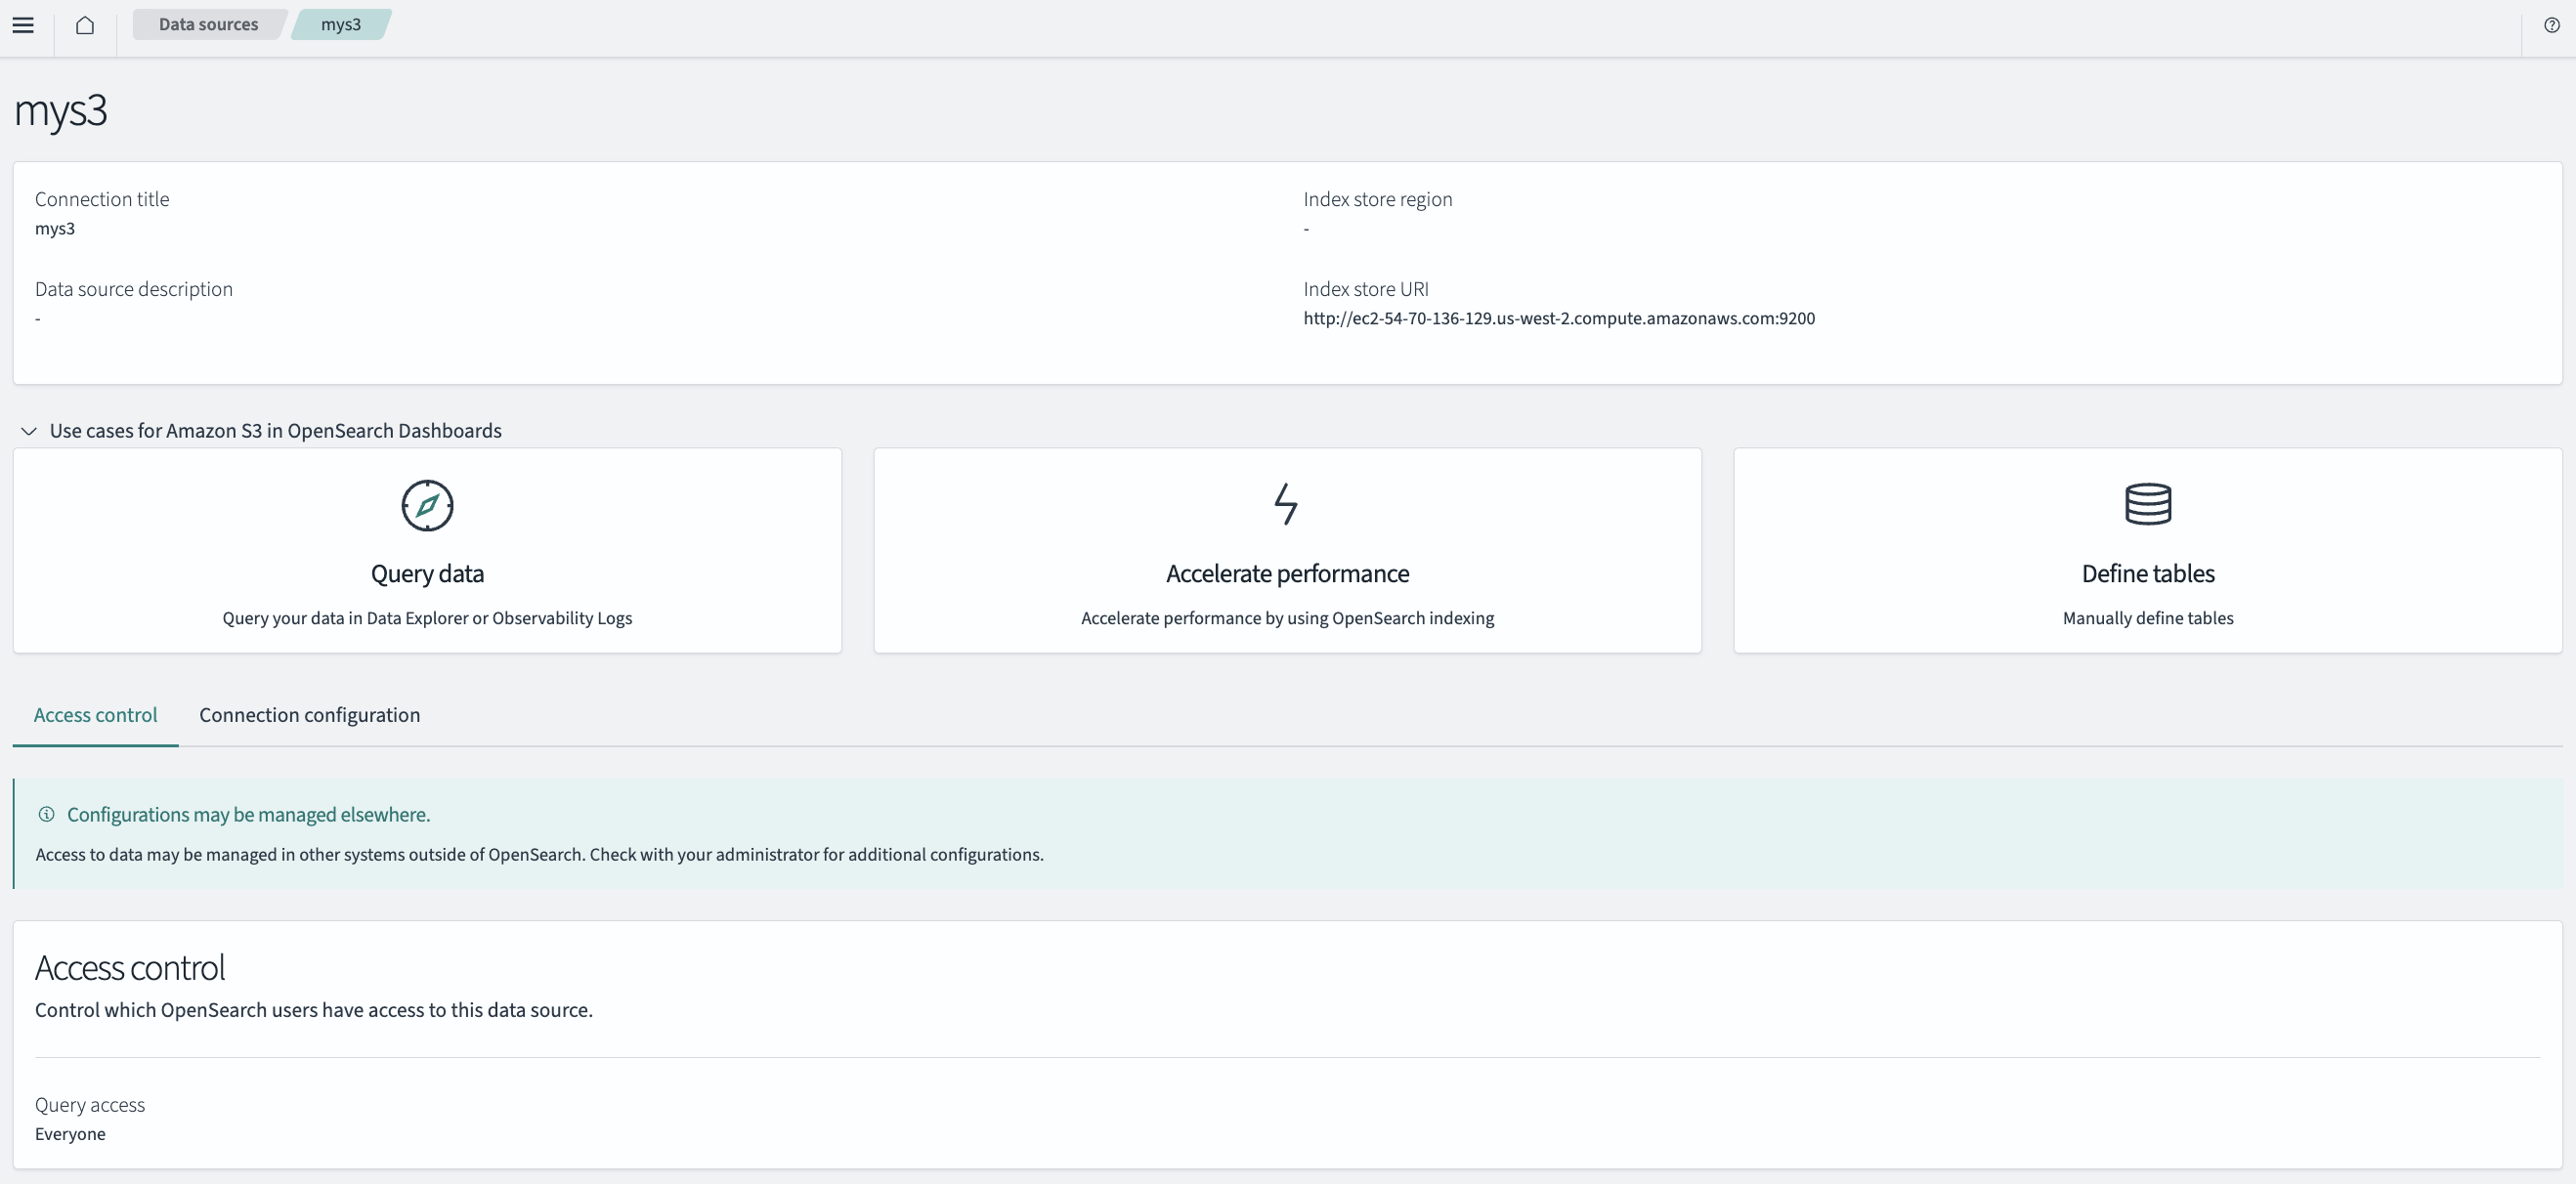 Data sources
mys3
mys3
Connection title
mys3
Index store region
-
Data source description
-
Index store URI
http://ec2-54-70-136-129.us-west-2.compute.amazonaws.com:9200
Use cases for Amazon S3 in OpenSearch Dashboards
Query data
Query your data in Data Explorer or Observability Logs
Accelerate performance
Accelerate performance by using OpenSearch indexing
Define tables
Manually define tables
Access control
Connection configuration
Configurations may be managed elsewhere.
Access to data may be managed in other systems outside of OpenSearch. Check with your administrator for additional configurations.
Access control
Control which OpenSearch users have access to this data source.
Query access
Everyone